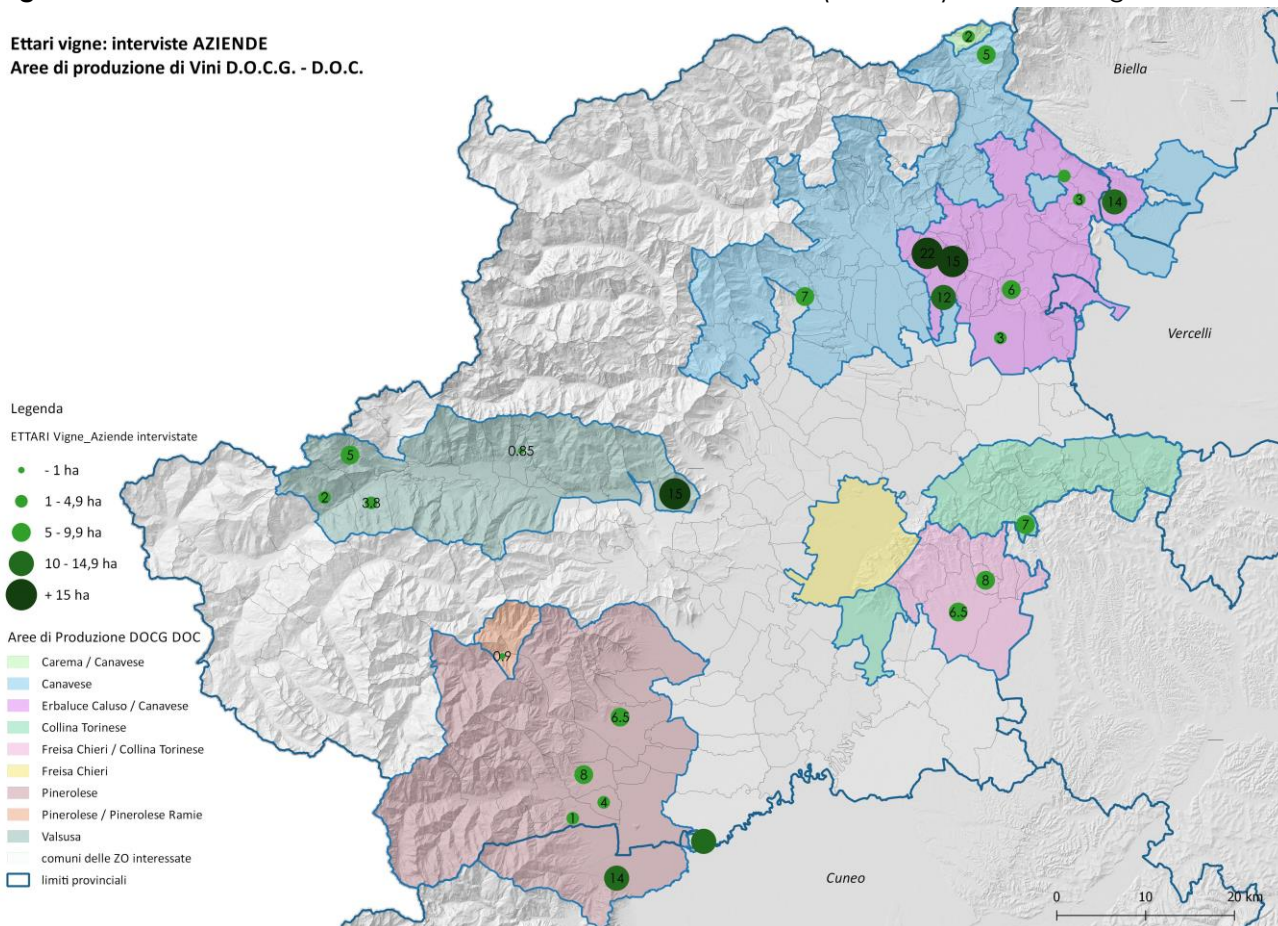 Ettari vigne: interviste AZIENDE
Aree di produzione di Vini D.O.C.G. - D.O.C.
2
5
Biella
3
14
22
15
7
12
6
3
Vercelli
Legenda
ETTARI Vigne_Aziende intervistate
- 1 ha
1 - 4,9 ha
5 - 9,9 ha
10 - 14,9 ha
+ 15 ha
5
0.85
2
3.8
15
7
8
6.5
Aree di Produzione DOCG DOC
Carema / Canavese
Canavese
Erbaluce Caluso / Canavese
Collina Torinese
Freisa Chieri / Collina Torinese
Freisa Chieri
Pinerolese
Pinerolese / Pinerolese Ramie
Valsusa
comuni delle ZO interessate
limiti provinciali
0.9
6.5
8
4
1
14
Cuneo
0 10 20 km